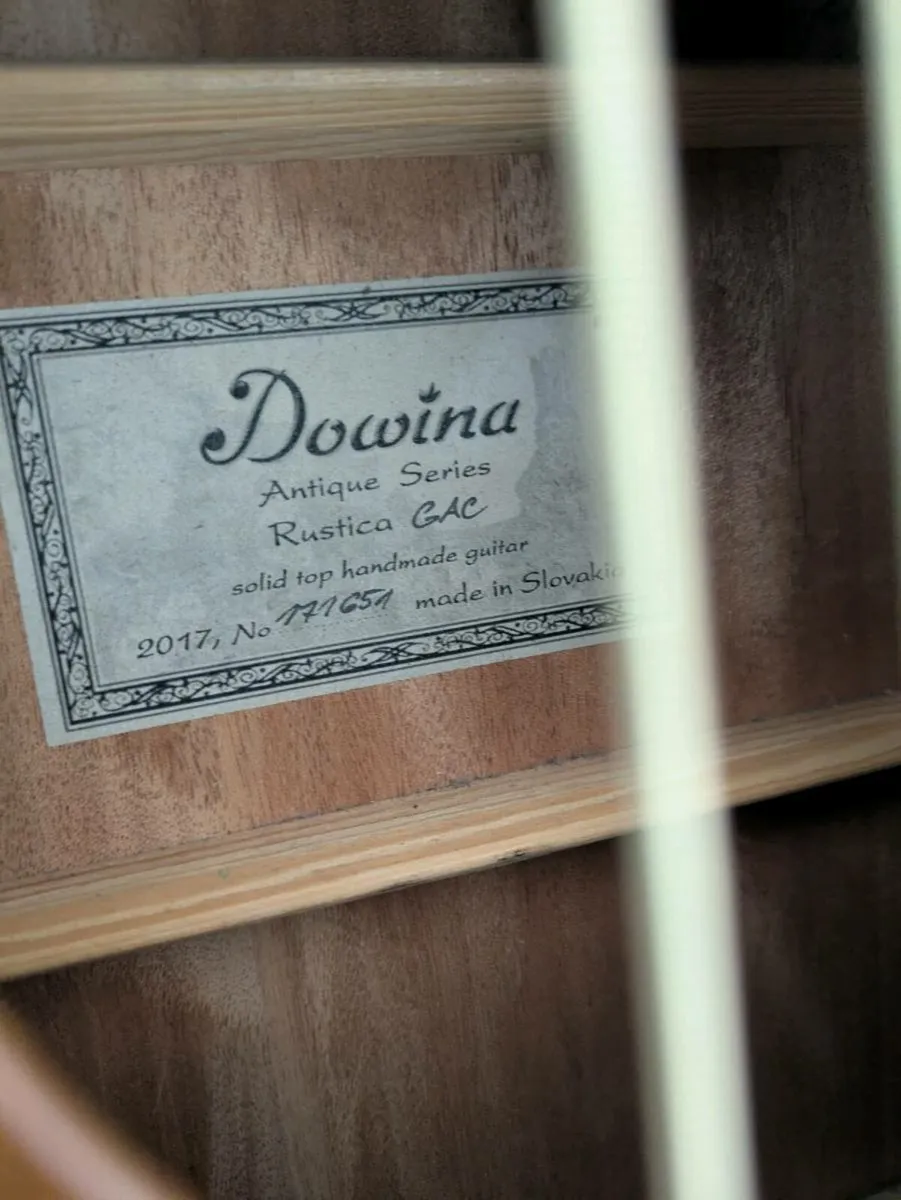 Dowina
Antique Series
Rustica GAC
solid top handmade guitar
2017, No 171651 made in Slovakia